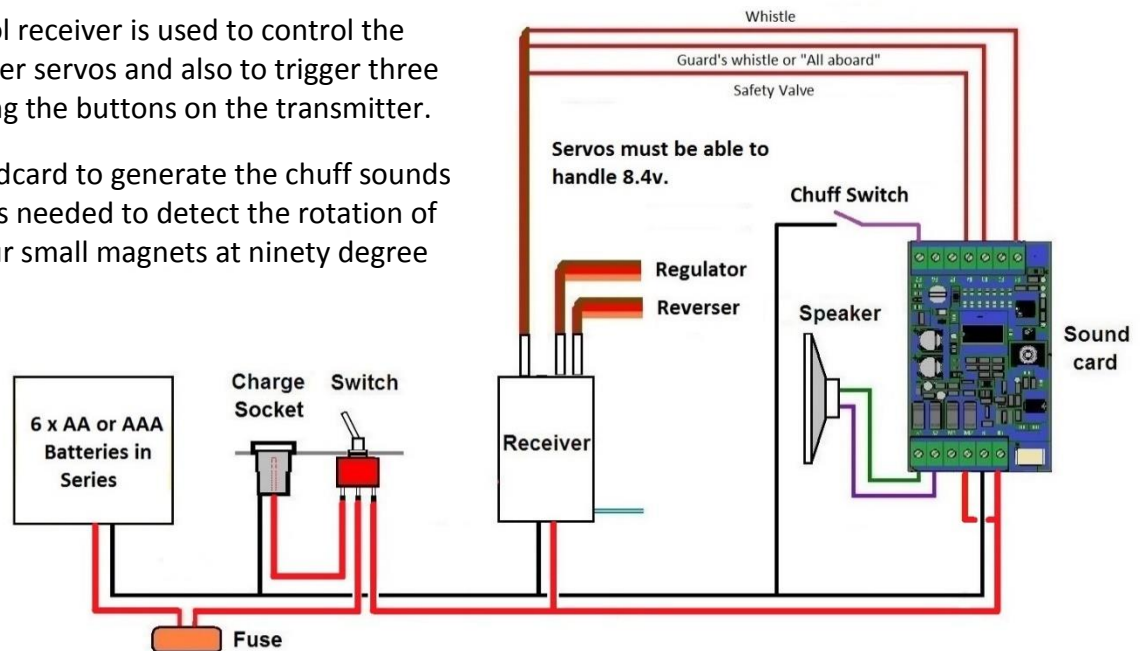 ol receiver is used to control the
er servos and also to trigger three
g the buttons on the transmitter.
dcard to generate the chuff sounds
s needed to detect the rotation of
r small magnets at ninety degree
Whistle
Guard's whistle or "All aboard"
Safety Valve
Servos must be able to
handle 8.4v.
Chuff Switch
Regulator
Reverser
Speaker
Sound
card
Charge
Socket
Switch
6 x AA or AAA
Batteries in
Series
Receiver
Fuse